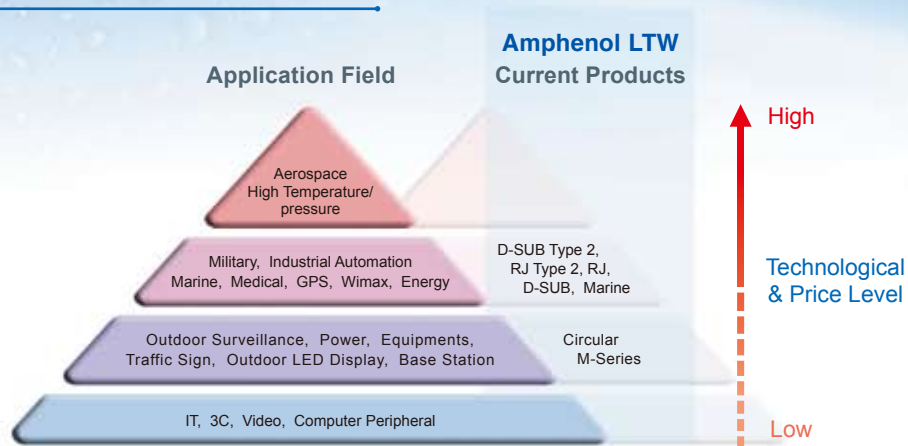 Amphenol LTW
Application Field
Current Products
High
Aerospace
High Temperature/
pressure
Military, Industrial Automation
Marine, Medical, GPS, Wimax, Energy
D-SUB Type 2,
RJ Type 2, RJ,
D-SUB, Marine
Technological
& Price Level
Outdoor Surveillance, Power, Equipments,
Traffic Sign, Outdoor LED Display, Base Station
Circular
M-Series
IT, 3C, Video, Computer Peripheral
Low